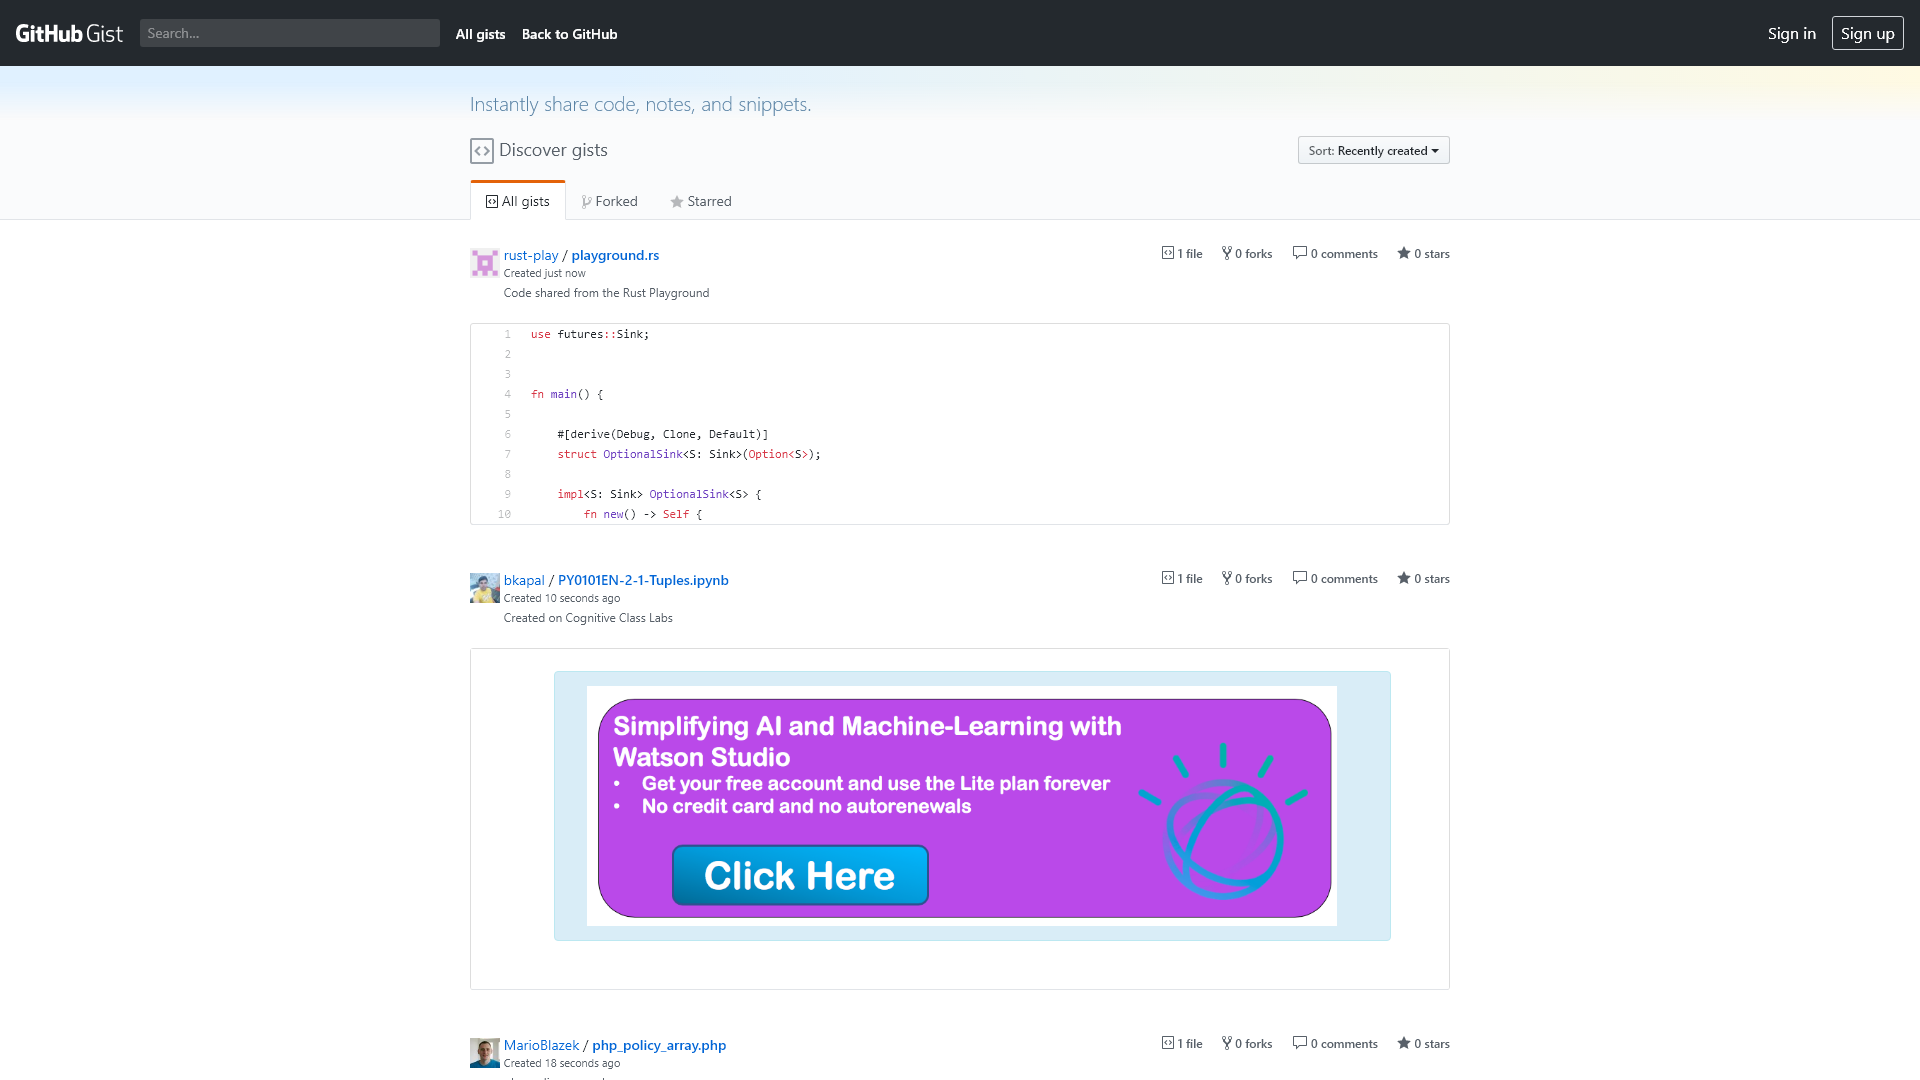 GitHub Gist Search... All gists Back to GitHub Sign in Sign up
Instantly share code, notes, and snippets.
Discover gists Sort: Recently created
All gists Forked Starred
rust-play / playground.rs 1 file 0 forks 0 comments 0 stars
Created just now
Code shared from the Rust Playground
1 use futures::Sink;
2
3
4 fn main() {
5
6 #[derive(Debug, Clone, Default)]
7 struct OptionalSink<S: Sink>(Option<S>);
8
9 impl<S: Sink> OptionalSink<S> {
10 fn new() -> Self {
bkapal / PY0101EN-2-1-Tuples.ipynb 1 file 0 forks 0 comments 0 stars
Created 10 seconds ago
Created on Cognitive Class Labs
Simplifying AI and Machine-Learning with
Watson Studio
• Get your free account and use the Lite plan forever
• No credit card and no autorenewals
Click Here
MarioBlazek / php_policy_array.php 1 file 0 forks 0 comments 0 stars
Created 18 seconds ago